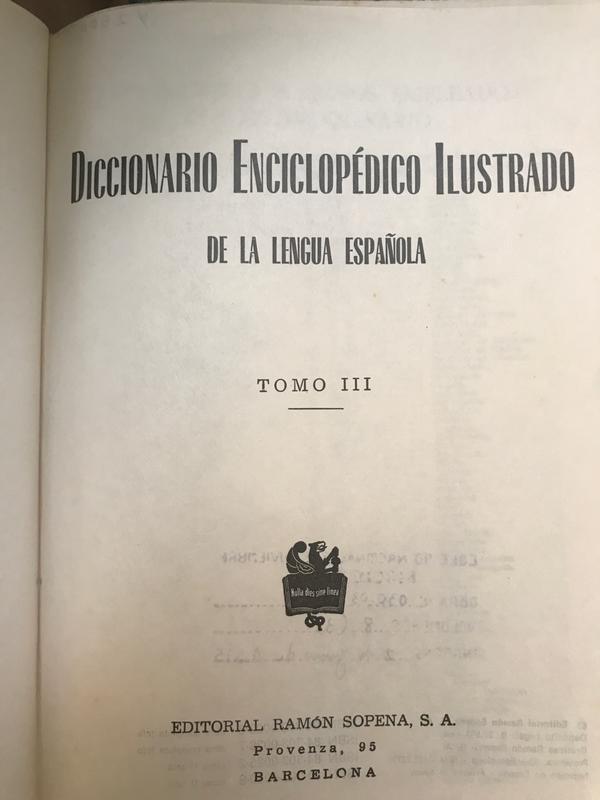 DICCIONARIO ENCICLOPÉDICO ILUSTRADO
DE LA LENGUA ESPAÑOLA
TOMO III
Nulla dies sine linea
EDITORIAL RAMÓN SOPENA, S. A.
Provenza, 95
BARCELONA